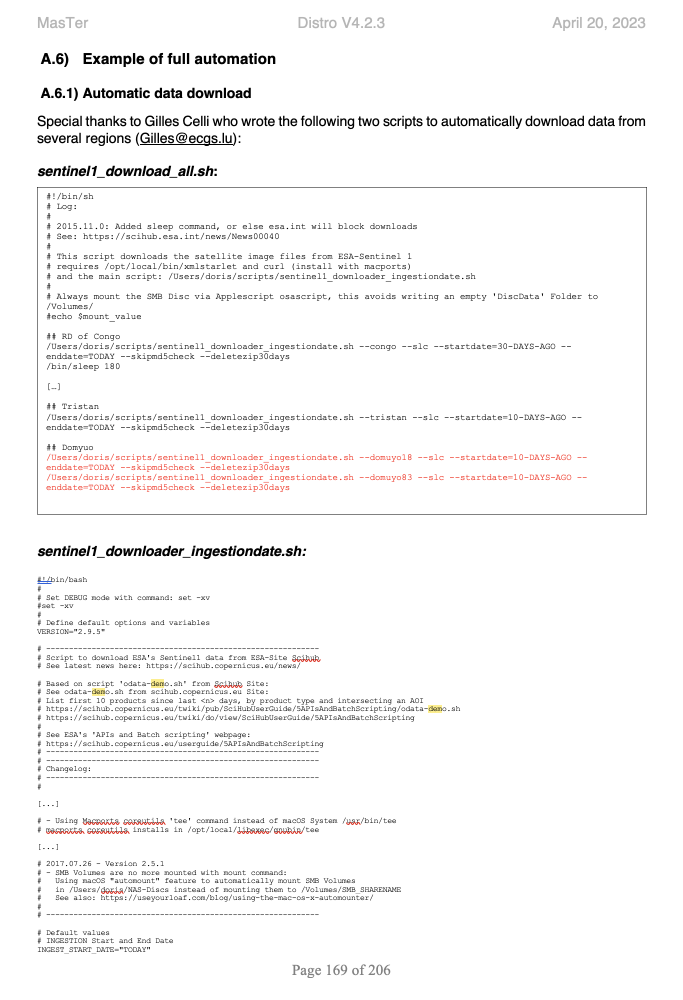 MasTer Distro V4.2.3 April 20, 2023
A.6) Example of full automation
A.6.1) Automatic data download
Special thanks to Gilles Celli who wrote the following two scripts to automatically download data from
several regions (Gilles@ecgs.lu):
sentinel1_download_all.sh:
#!/bin/sh
# Log:
#
# 2015.11.0: Added sleep command, or else esa.int will block downloads
# See: https://scihub.esa.int/news/News00040
#
# This script downloads the satellite image files from ESA-Sentinel 1
# requires /opt/local/bin/xmlstarlet and curl (install with macports)
# and the main script: /Users/doris/scripts/sentinel1_downloader_ingestiondate.sh
#
# Always mount the SMB Disc via Applescript osascript, this avoids writing an empty 'DiscData' Folder to
/Volumes/
#echo $mount_value
## RD of Congo
/Users/doris/scripts/sentinel1_downloader_ingestiondate.sh --congo --slc --startdate=30-DAYS-AGO --
enddate=TODAY --skipmd5check --deletezip30days
/bin/sleep 180
[…]
## Tristan
/Users/doris/scripts/sentinel1_downloader_ingestiondate.sh --tristan --slc --startdate=10-DAYS-AGO --
enddate=TODAY --skipmd5check --deletezip30days
## Domyuo
/Users/doris/scripts/sentinel1_downloader_ingestiondate.sh --domuyo18 --slc --startdate=10-DAYS-AGO --
enddate=TODAY --skipmd5check --deletezip30days
/Users/doris/scripts/sentinel1_downloader_ingestiondate.sh --domuyo83 --slc --startdate=10-DAYS-AGO --
enddate=TODAY --skipmd5check --deletezip30days
sentinel1_downloader_ingestiondate.sh:
#!/bin/bash
#
# Set DEBUG mode with command: set -xv
#set -xv
#
# Define default options and variables
VERSION="2.9.5"
# ------------------------------------------------------------
# Script to download ESA's Sentinel1 data from ESA-Site Scihub
# See latest news here: https://scihub.copernicus.eu/news/
# Based on script 'odata-demo.sh' from Scihub Site:
# See odata-demo.sh from scihub.copernicus.eu Site:
# List first 10 products since last <n> days, by product type and intersecting an AOI
# https://scihub.copernicus.eu/twiki/pub/SciHubUserGuide/5APIsAndBatchScripting/odata-demo.sh
# https://scihub.copernicus.eu/twiki/do/view/SciHubUserGuide/5APIsAndBatchScripting
#
# See ESA's 'APIs and Batch scripting' webpage:
# https://scihub.copernicus.eu/userguide/5APIsAndBatchScripting
# ------------------------------------------------------------
# ------------------------------------------------------------
# Changelog:
# ------------------------------------------------------------
#
[...]
# - Using Macports coreutils 'tee' command instead of macOS System /usr/bin/tee
# macports coreutils installs in /opt/local/libexec/gnubin/tee
[...]
# 2017.07.26 - Version 2.5.1
# - SMB Volumes are no more mounted with mount command:
#   Using macOS "automount" feature to automatically mount SMB Volumes
#   in /Users/doris/NAS-Discs instead of mounting them to /Volumes/SMB_SHARENAME
#   See also: https://useyourloaf.com/blog/using-the-mac-os-x-automounter/
#
# ------------------------------------------------------------
# Default values
# INGESTION Start and End Date
INGEST_START_DATE="TODAY"
Page 169 of 206